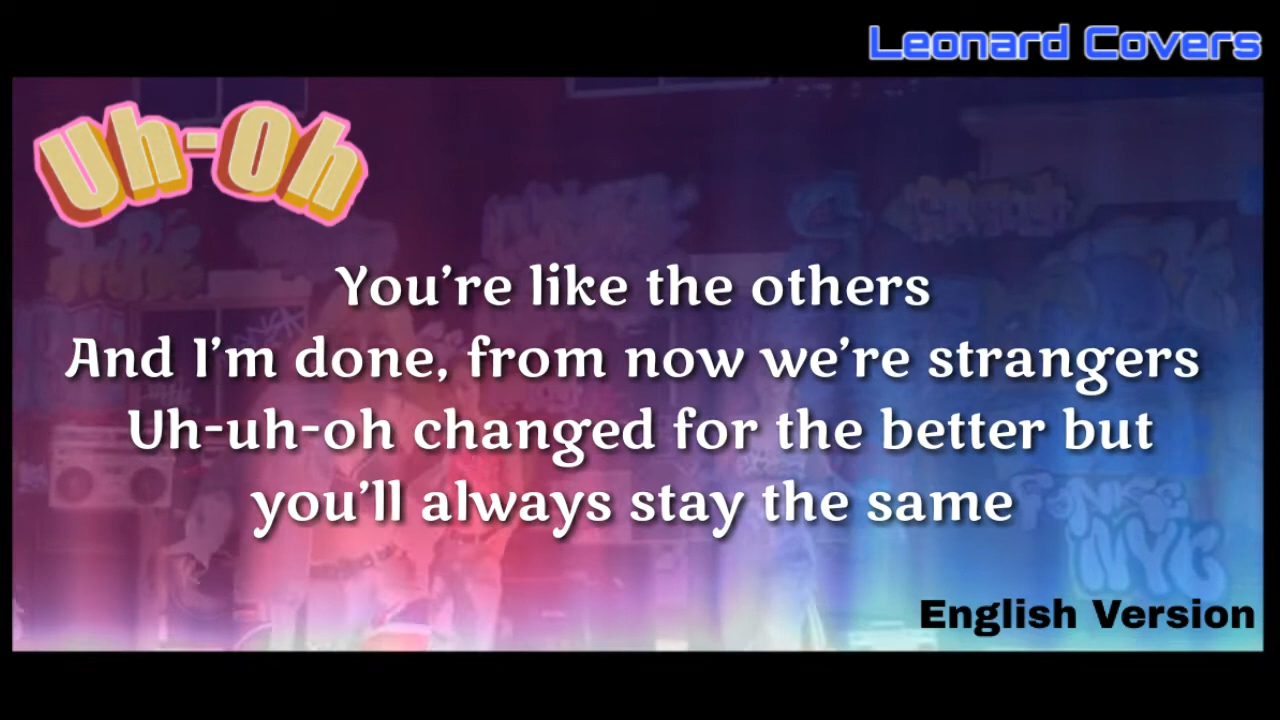 Leonard Covers
Uh-Oh
You're like the others
And I'm done, from now we're strangers
Uh-uh-oh changed for the better but
you'll always stay the same
NYC
English Version